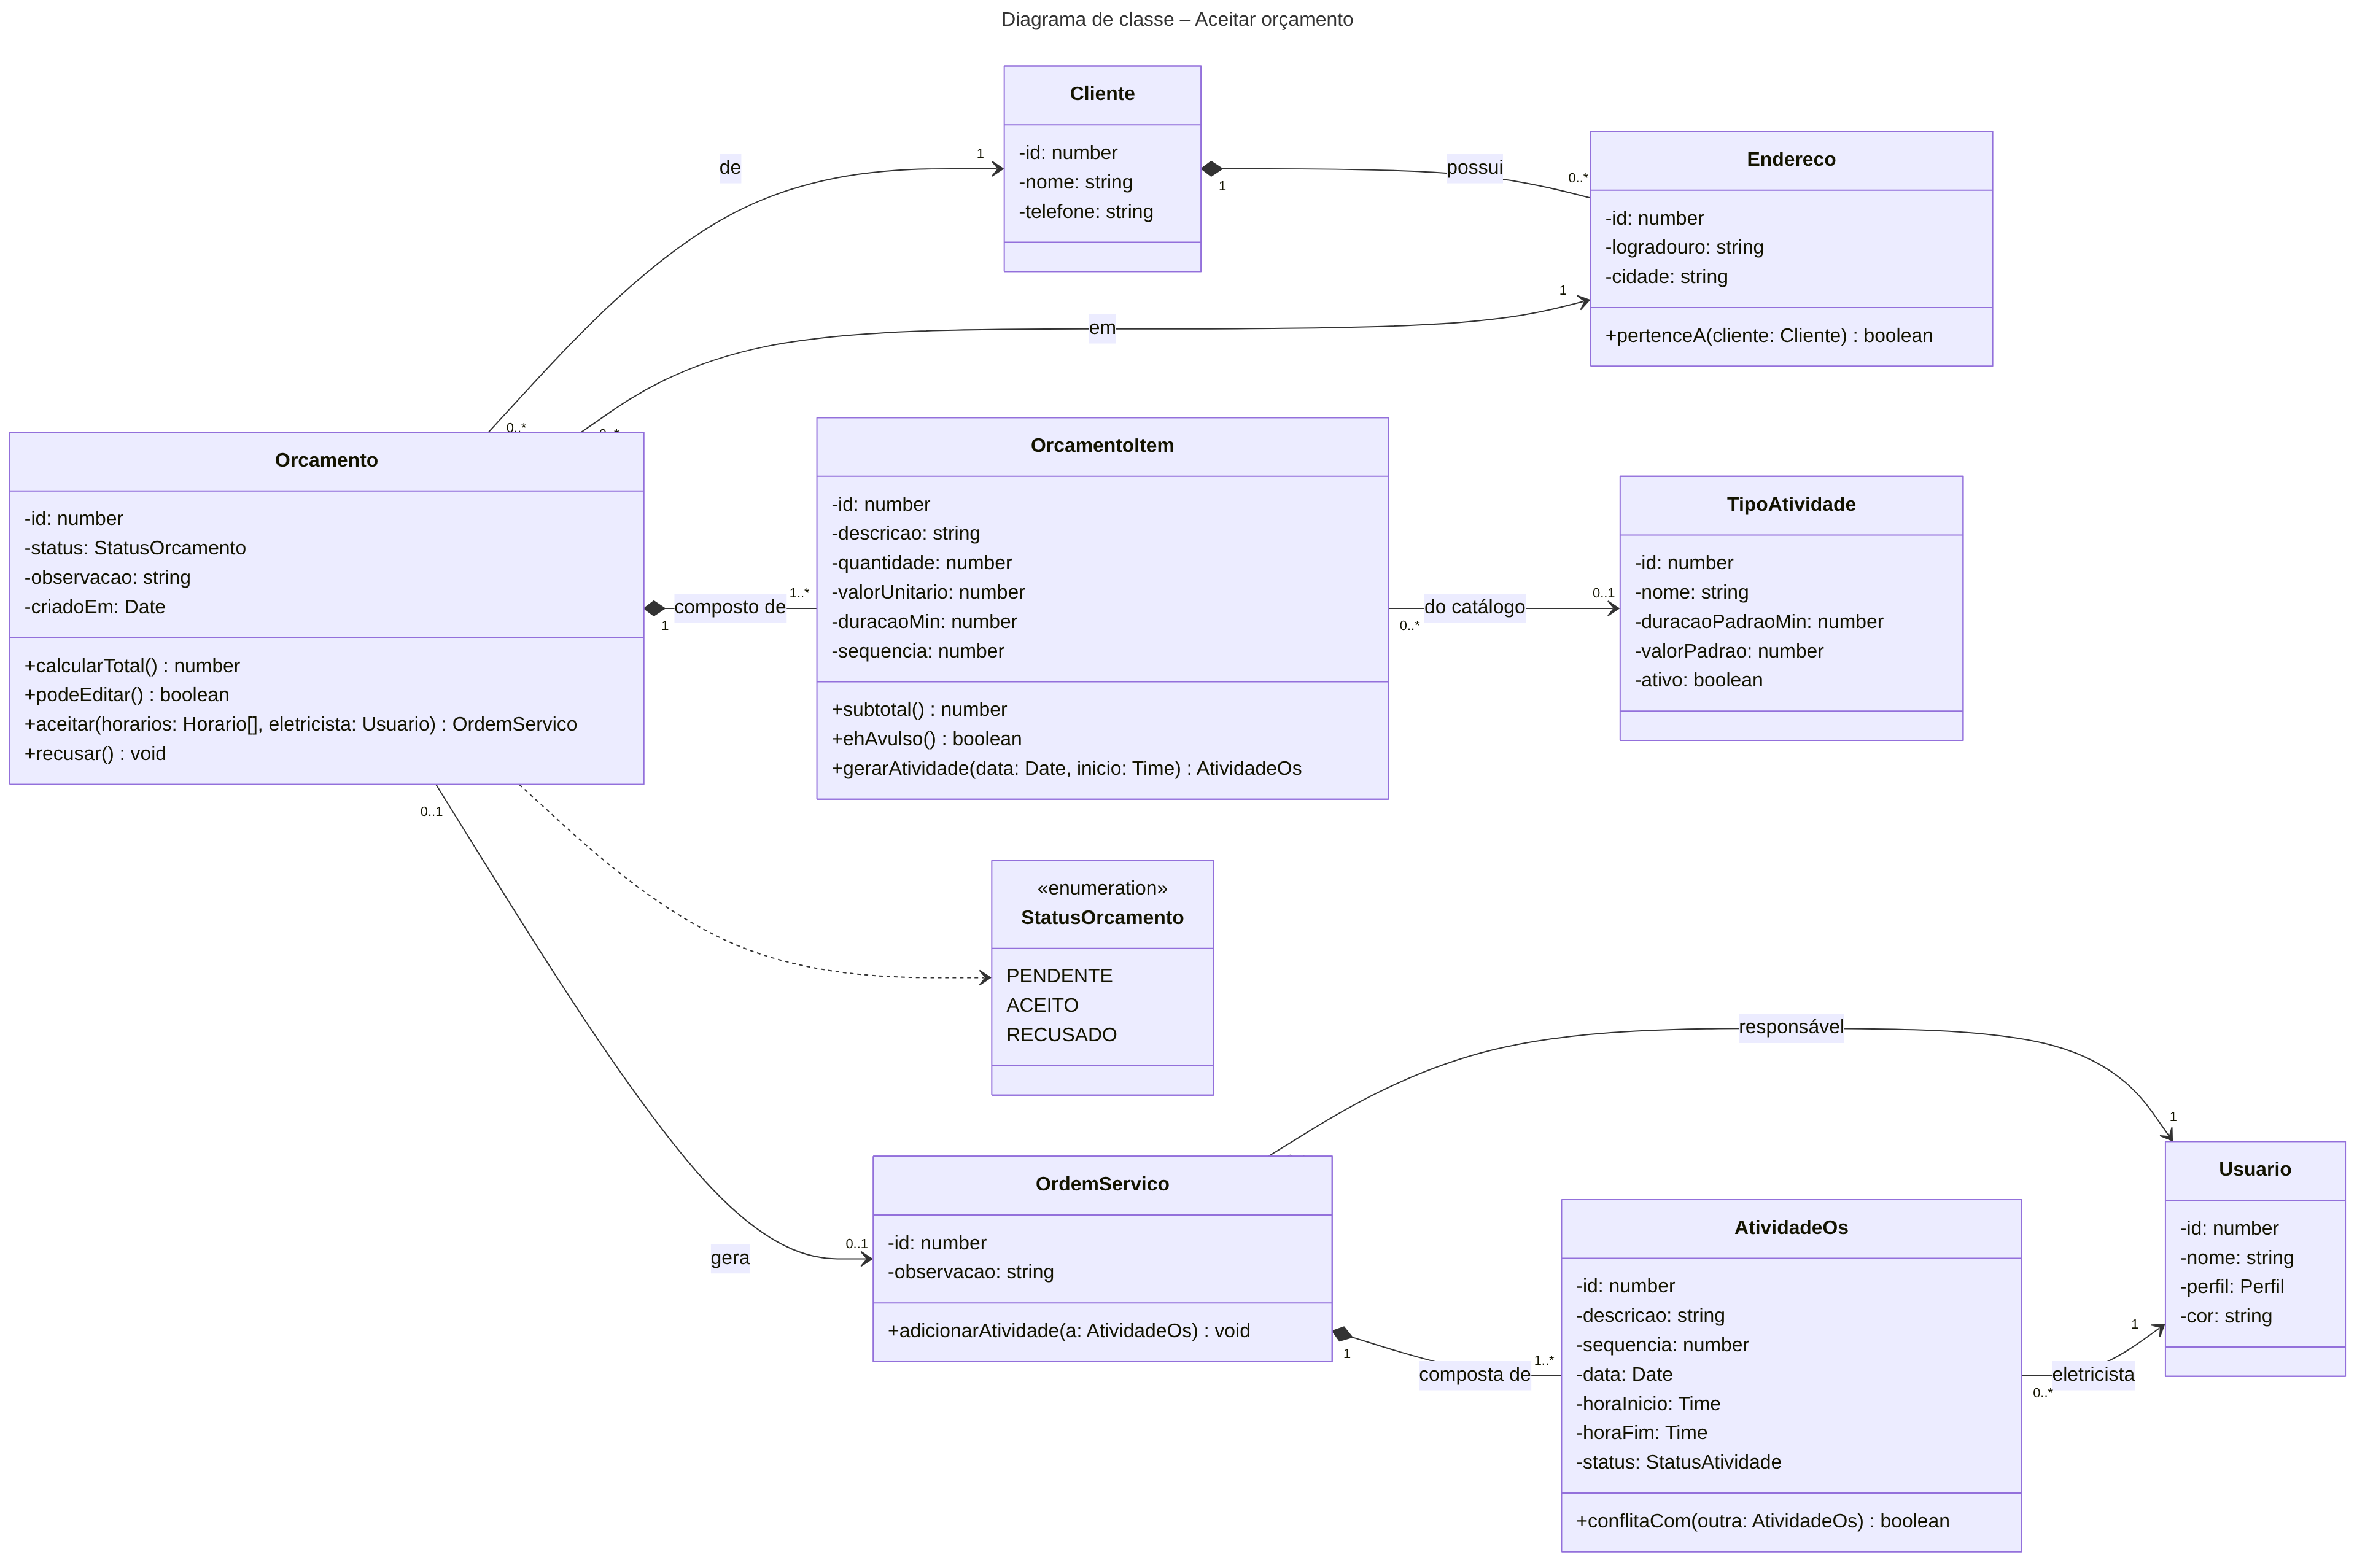 Diagrama de classe – Aceitar orçamento
Cliente
-id: number
-nome: string
-telefone: string
de
1
1
possui
0..*
Endereco
-id: number
-logradouro: string
-cidade: string
+pertenceA(cliente: Cliente) : boolean
em
1
0..*
Orcamento
-id: number
-status: StatusOrcamento
-observacao: string
-criadoEm: Date
+calcularTotal() : number
+podeEditar() : boolean
+aceitar(horarios: Horario[], eletricista: Usuario) : OrdemServico
+recusar() : void
1
composto de
1..*
OrcamentoItem
-id: number
-descricao: string
-quantidade: number
-valorUnitario: number
-duracaoMin: number
-sequencia: number
+subtotal() : number
+ehAvulso() : boolean
+gerarAtividade(data: Date, inicio: Time) : AtividadeOs
0..*
do catálogo
0..1
TipoAtividade
-id: number
-nome: string
-duracaoPadraoMin: number
-valorPadrao: number
-ativo: boolean
0..1
«enumeration»
StatusOrcamento
PENDENTE
ACEITO
RECUSADO
gera
0..1
responsável
1
OrdemServico
-id: number
-observacao: string
+adicionarAtividade(a: AtividadeOs) : void
1
composta de
1..*
AtividadeOs
-id: number
-descricao: string
-sequencia: number
-data: Date
-horaInicio: Time
-horaFim: Time
-status: StatusAtividade
+conflitaCom(outra: AtividadeOs) : boolean
0..*
eletricista
1
Usuario
-id: number
-nome: string
-perfil: Perfil
-cor: string